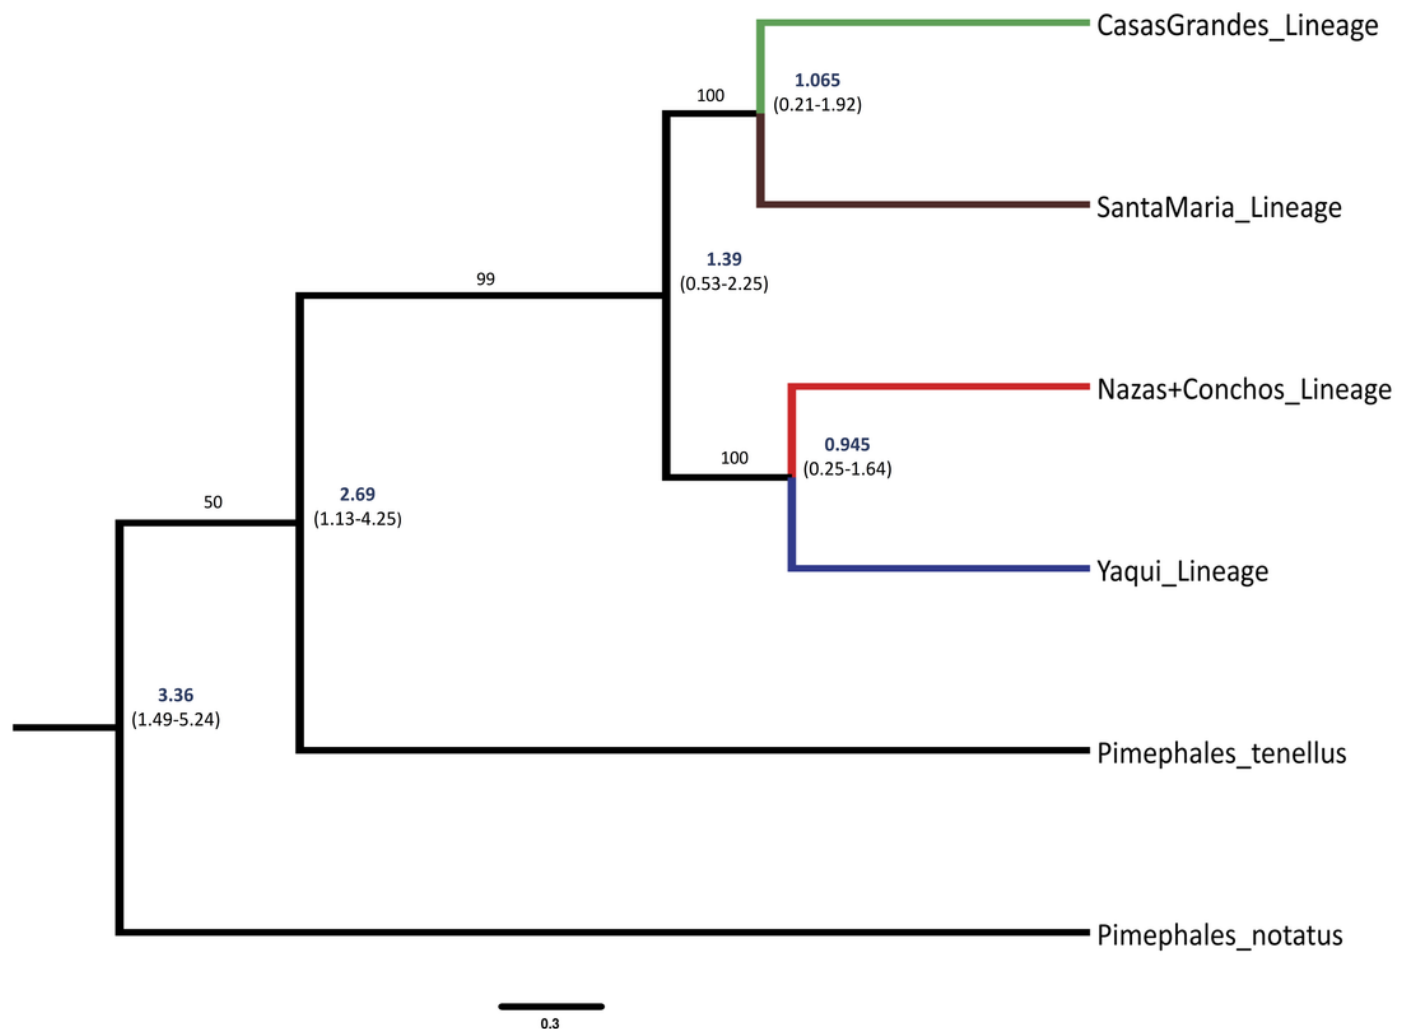 CasasGrandes_Lineage
1.065
(0.21-1.92)
100
SantaMaria_Lineage
1.39
(0.53-2.25)
99
Nazas+Conchos_Lineage
0.945
(0.25-1.64)
100
2.69
(1.13-4.25)
50
Yaqui_Lineage
3.36
(1.49-5.24)
Pimephales_tenellus
Pimephales_notatus
0.3